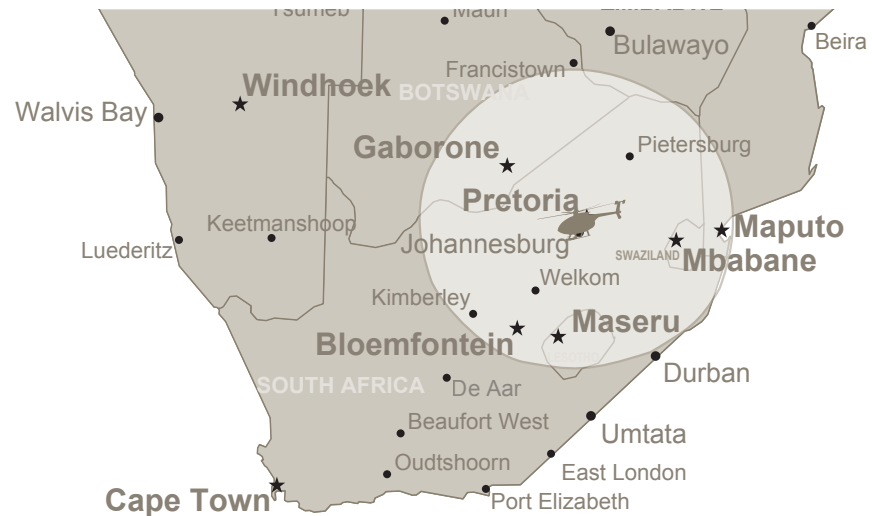 Maun
Bulawayo
Beira
Francistown
Windhoek
BOTSWANA
Walvis Bay
Gaborone
Pietersburg
Pretoria
Keetmanshoop
Johannesburg
Maputo
Luederitz
SWAZILAND
Mbabane
Welkom
Kimberley
Maseru
Bloemfontein
LESOTHO
Durban
SOUTH AFRICA
De Aar
Beaufort West
Umtata
Oudtshoorn
East London
Cape Town
Port Elizabeth